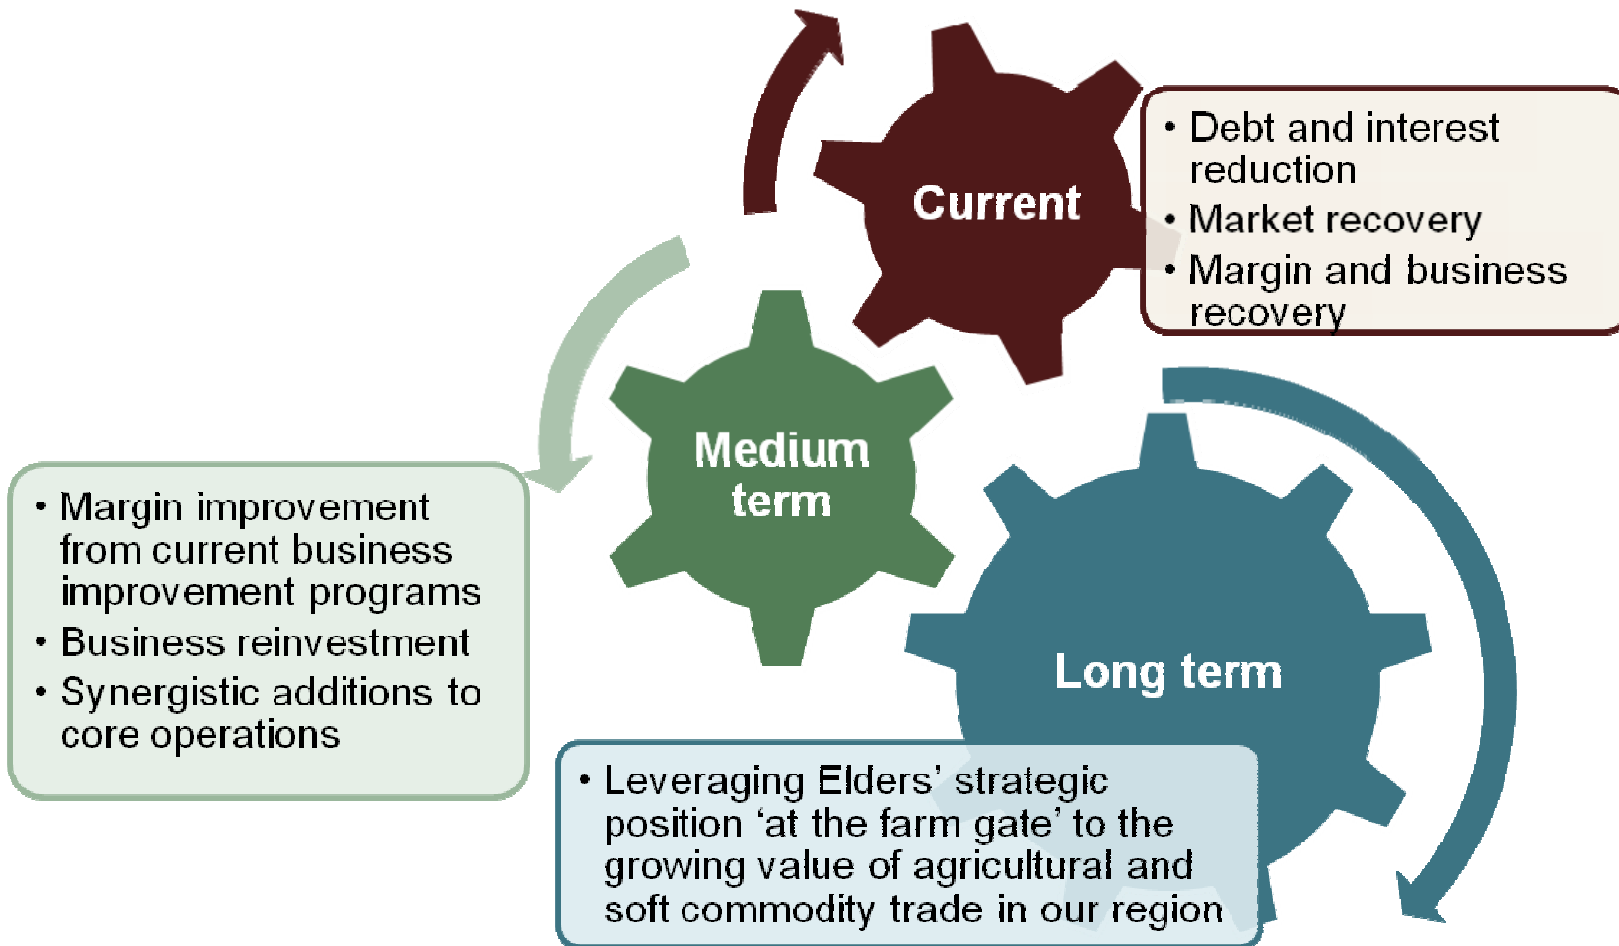 Current
• Debt and interest
reduction
• Market recovery
• Margin and business
recovery
Medium
term
• Margin improvement
from current business
improvement programs
• Business reinvestment
• Synergistic additions to
core operations
Long term
• Leveraging Elders’ strategic
position ‘at the farm gate’ to the
growing value of agricultural and
soft commodity trade in our region